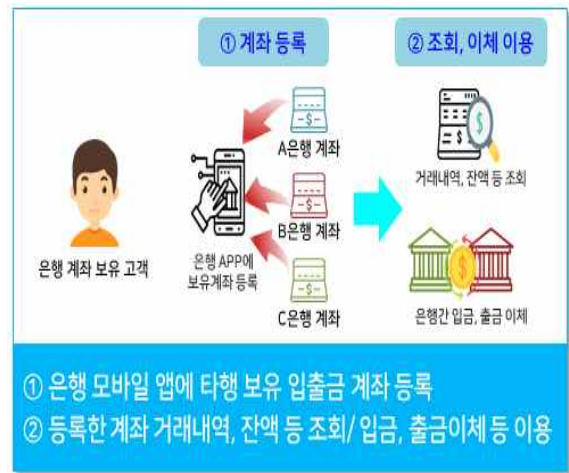 ① 계좌 등록
② 조회, 이체 이용
은행 계좌 보유 고객
은행 APP에
보유계좌 등록
A은행 계좌
B은행 계좌
C은행 계좌
거래내역, 잔액 등 조회
은행간 입금, 출금 이체
① 은행 모바일 앱에 타행 보유 입출금 계좌 등록
② 등록한 계좌 거래내역, 잔액 등 조회/ 입금, 출금이체 등 이용